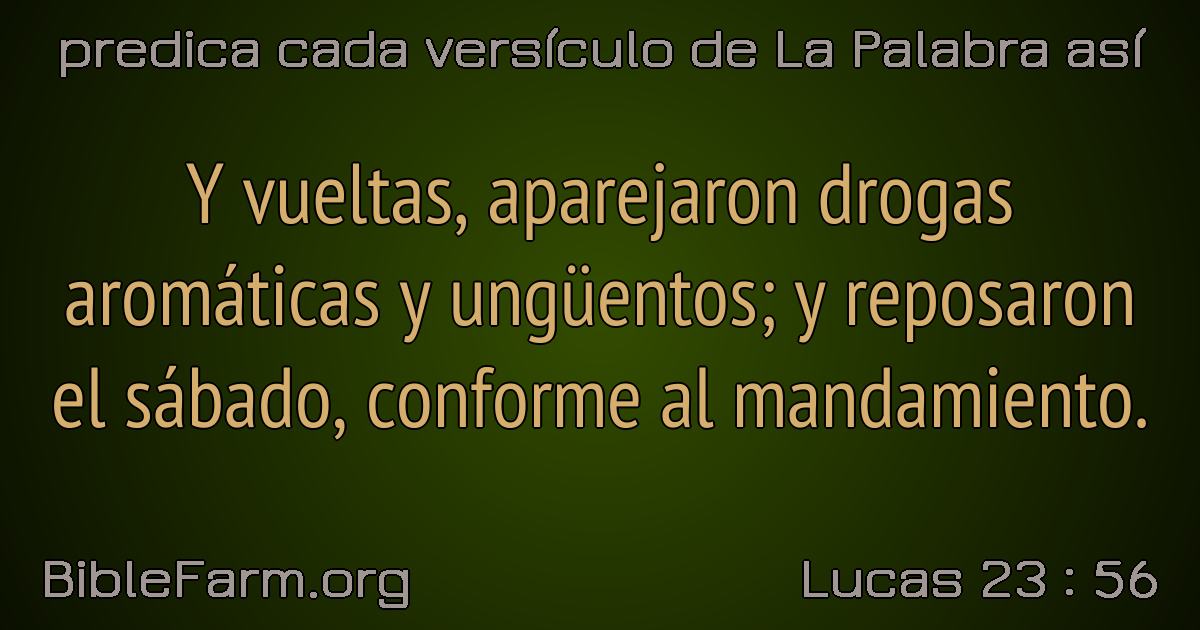 predica cada versículo de La Palabra así
Y vueltas, aparejaron drogas
aromáticas y ungüentos; y reposaron
el sábado, conforme al mandamiento.
BibleFarm.org
Lucas 23 : 56